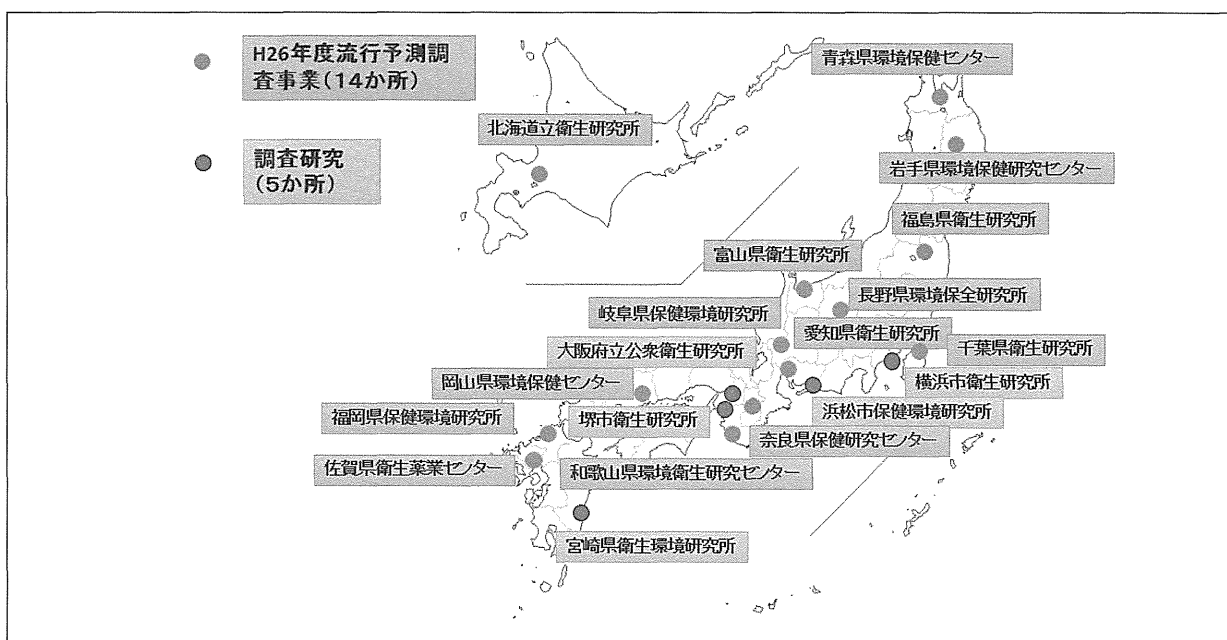 H26年度流行予測調
査事業(14か所)
調査研究
(5か所)
青森県環境保健センター
北海道立衛生研究所
岩手県環境保健研究センター
福島県衛生研究所
富山県衛生研究所
長野県環境保全研究所
岐阜県保健環境研究所
愛知県衛生研究所
大阪府立公衆衛生研究所
千葉県衛生研究所
岡山県環境保健センター
横浜市衛生研究所
福岡県保健環境研究所
堺市衛生研究所
浜松市保健環境研究所
奈良県保健研究センター
佐賀県衛生薬業センター
和歌山県環境衛生研究センター
宮崎県衛生環境研究所